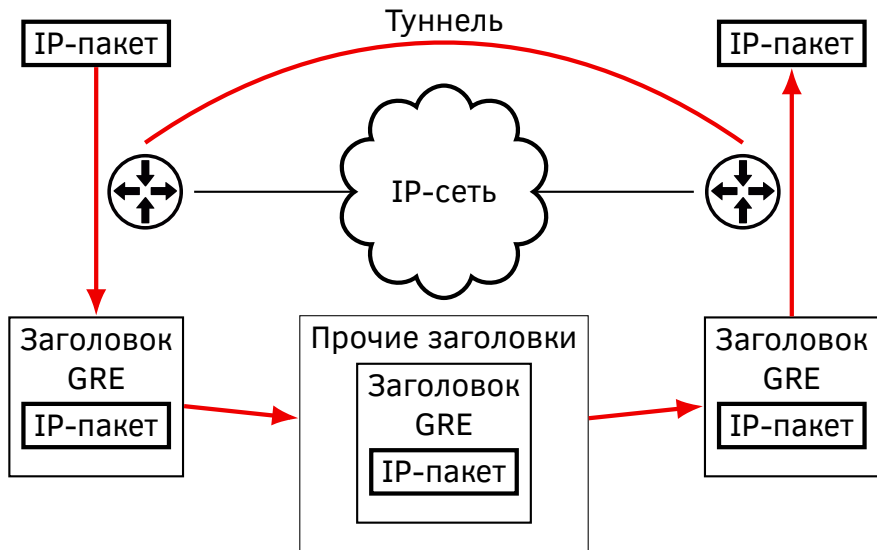 Туннель
IP-пакет
IP-пакет
IP-сеть
Заголовок
GRE
IP-пакет
Прочие заголовки
Заголовок
GRE
IP-пакет
Заголовок
GRE
IP-пакет